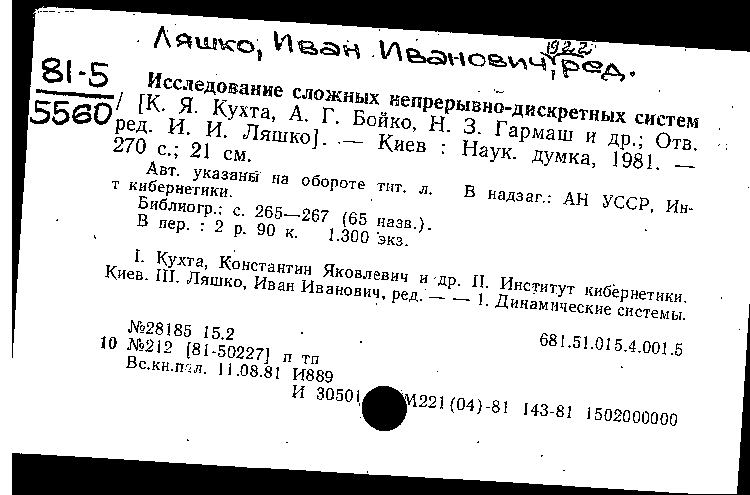 Ляшко, Иван Иванович, ред.
1922
81-5
5560
Исследование сложных непрерывно-дискретных систем
/ [К. Я. Кухта, А. Г. Бойко, Н. З. Гармаш и др.; Отв.
ред. И. И. Ляшко]. — Киев : Наук. думка, 1981. —
270 с.; 21 см.
Авт. указаны на обороте тит. л. В надзаг.: АН УССР, Ин-
т кибернетики.
Библиогр.: с. 265—267 (65 назв.).
В пер. : 2 р. 90 к. 1.300 экз.
I. Кухта, Константин Яковлевич и др. II. Институт кибернетики.
Киев. III. Ляшко, Иван Иванович, ред. — — 1. Динамические системы.
681.51.015.4.001.5
№28185 15.2
10 №212 [81-50227] п тп
Вс.кн.пал. 11.08.81 И889
И 30501 М221(04)-81 143-81 1502000000